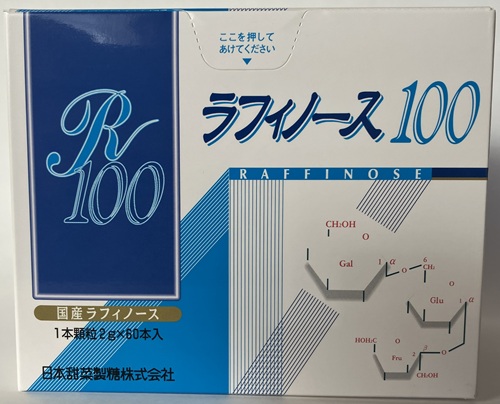 ここを押して
あけてください
R
100
ラフィノース100
RAFFINOSE
CH₂OH
O
Gal
1
α
O
6
CH₂
O
Glu
1
α
HOH₂C
O
Fru
2
β
O
CH₂OH
国産ラフィノース
1本顆粒2g×60本入
日本甜菜製糖株式会社